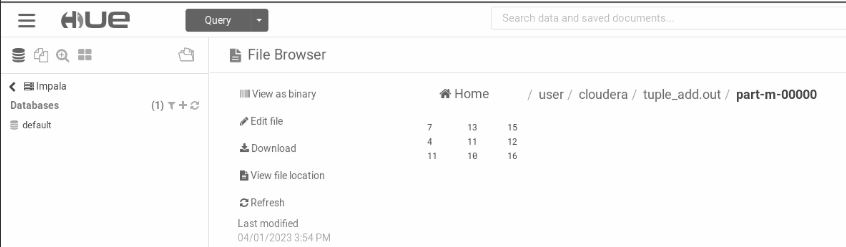 HUE
Query
Search data and saved documents...
File Browser
Impala
Databases (1)
default
View as binary
Edit file
Download
View file location
Refresh
Last modified
04/01/2023 3:54 PM
Home / user / cloudera / tuple_add.out / part-m-00000
7 13 15
4 11 12
11 10 16